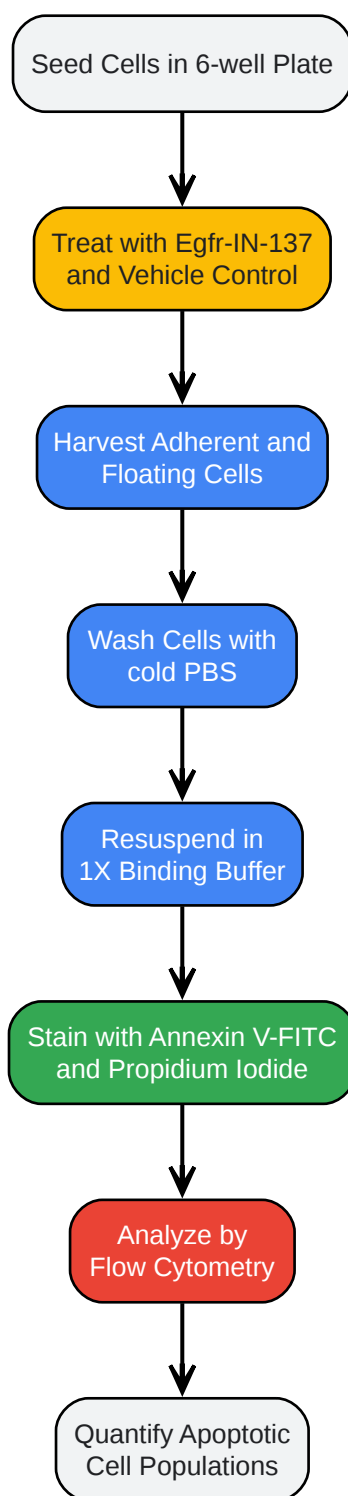 Seed Cells in 6-well Plate
Treat with Egfr-IN-137
and Vehicle Control
Harvest Adherent and
Floating Cells
Wash Cells with
cold PBS
Resuspend in
1X Binding Buffer
Stain with Annexin V-FITC
and Propidium Iodide
Analyze by
Flow Cytometry
Quantify Apoptotic
Cell Populations